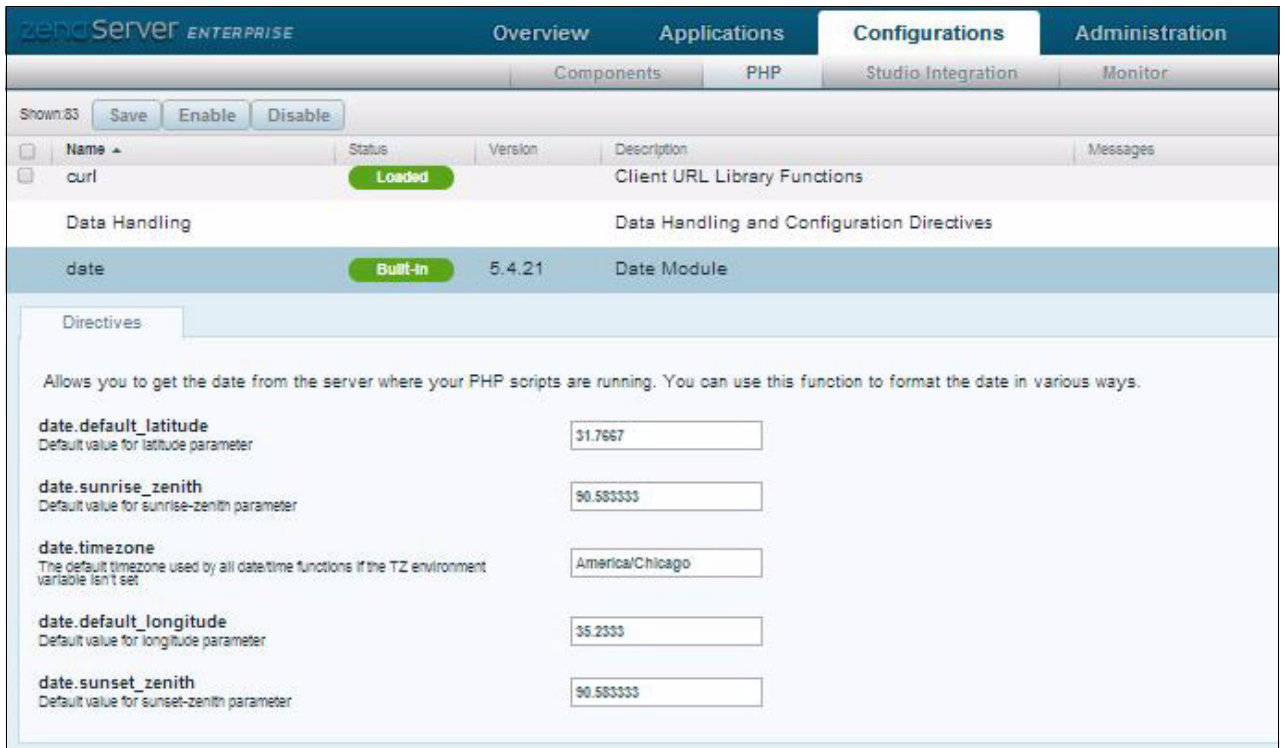 zend Server ENTERPRISE Overview Applications Configurations Administration
Components PHP Studio Integration Monitor
Shown:83 Save Enable Disable
Name Status Version Description Messages
curl Loaded Client URL Library Functions
Data Handling Data Handling and Configuration Directives
date Built-in 5.4.21 Date Module
Directives
Allows you to get the date from the server where your PHP scripts are running. You can use this function to format the date in various ways.
date.default_latitude
Default value for latitude parameter
31.7667
date.sunrise_zenith
Default value for sunrise-zenith parameter
90.583333
date.timezone
The default timezone used by all date/time functions if the TZ environment
variable isn't set
America/Chicago
date.default_longitude
Default value for longitude parameter
35.2333
date.sunset_zenith
Default value for sunset-zenith parameter
90.583333